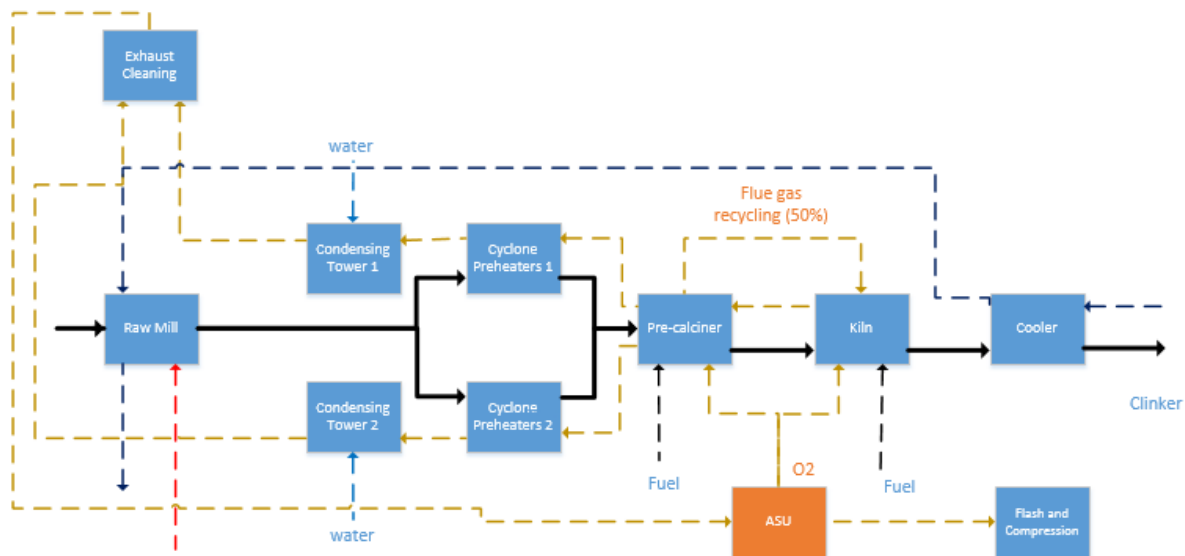 Exhaust
Cleaning
water
Flue gas
recycling (50%)
Condensing
Tower 1
Cyclone
Preheaters 1
Raw Mill
Pre-calciner
Kiln
Cooler
Condensing
Tower 2
Cyclone
Preheaters 2
Clinker
Fuel
O2
Fuel
water
ASU
Flash and
Compression